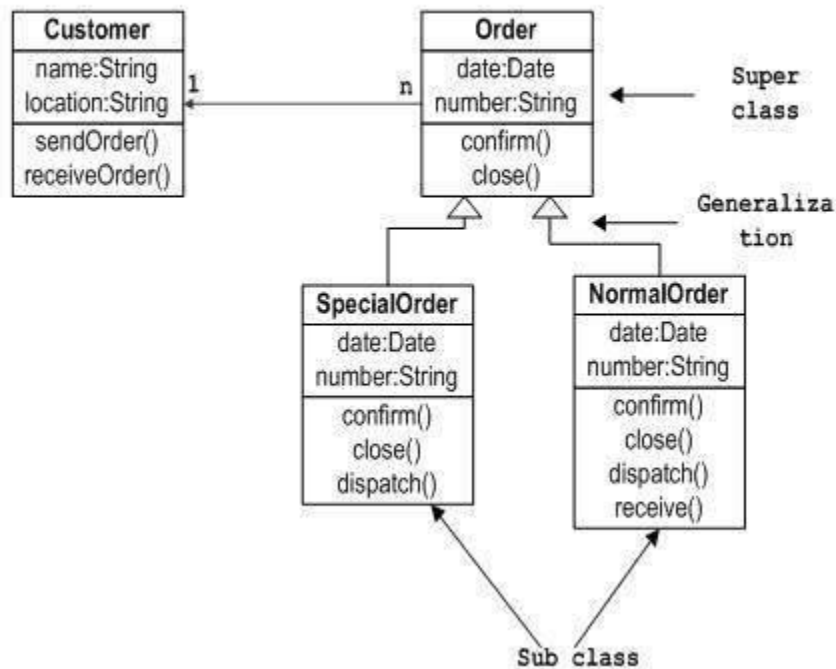 Customer
name:String
location:String
sendOrder()
receiveOrder()
1
n
Order
date:Date
number:String
confirm()
close()
Super
class
Generaliza
tion
SpecialOrder
date:Date
number:String
confirm()
close()
dispatch()
NormalOrder
date:Date
number:String
confirm()
close()
dispatch()
receive()
Sub class